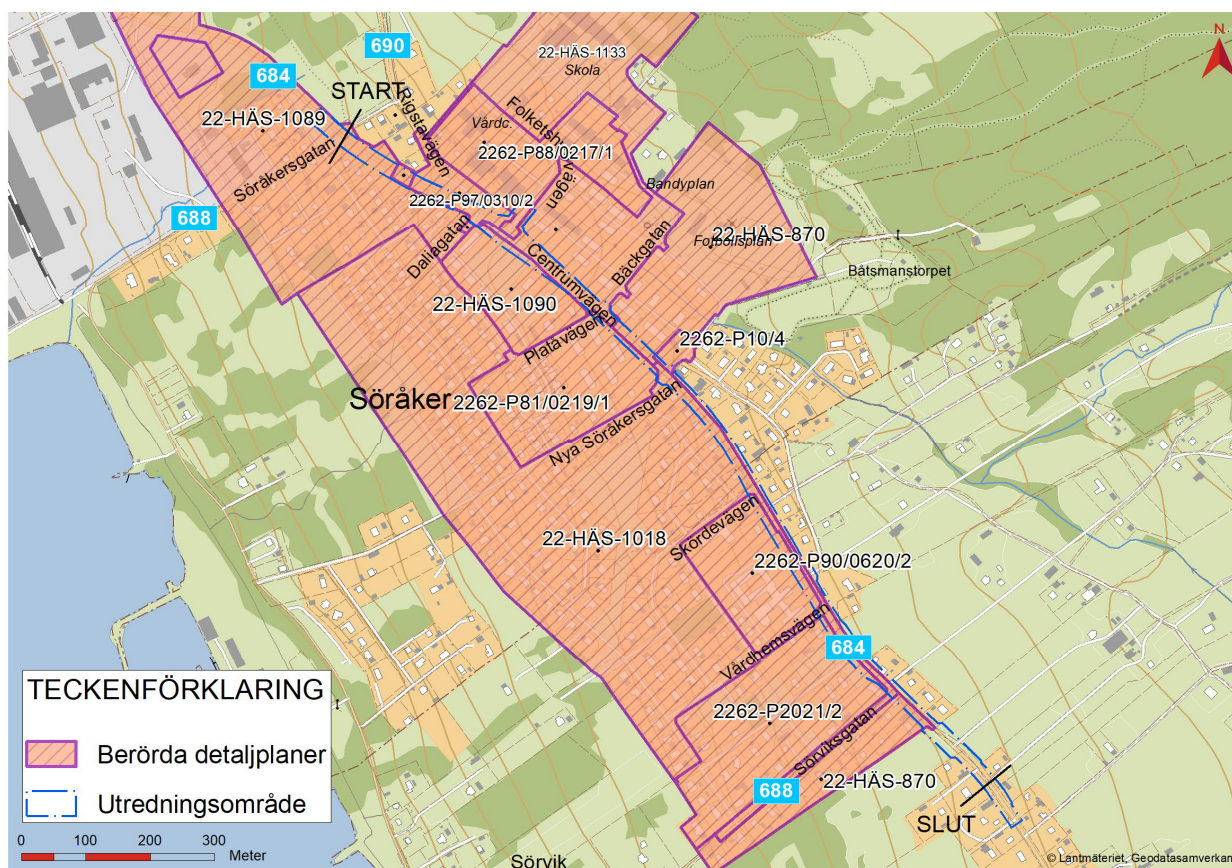 690
N
22-HÄS-1133
Skola
684
START
Rigstavägen
22-HÄS-1089
Vårdc.
2262-P88/0217/1
Söråkersgatan
Bandyplan
2262-P97/0310/2
688
Daliagatan
22-HÄS-870
Fotbollsplan
Centrumvägen
Bäckgatan
Båtsmanstorpet
22-HÄS-1090
Platåvägen
2262-P10/4
Söråker
2262-P81/0219/1
Nya Söråkersgatan
Skördevägen
22-HÄS-1018
2262-P90/0620/2
Vårdhemsvägen
684
TECKENFÖRKLARING
2262-P2021/2
Berörda detaljplaner
Sörviksgatan
22-HÄS-870
688
Utredningsområde
SLUT
0 100 200 300
Meter
Sörvik
© Lantmäteriet, Geodatasamverkan